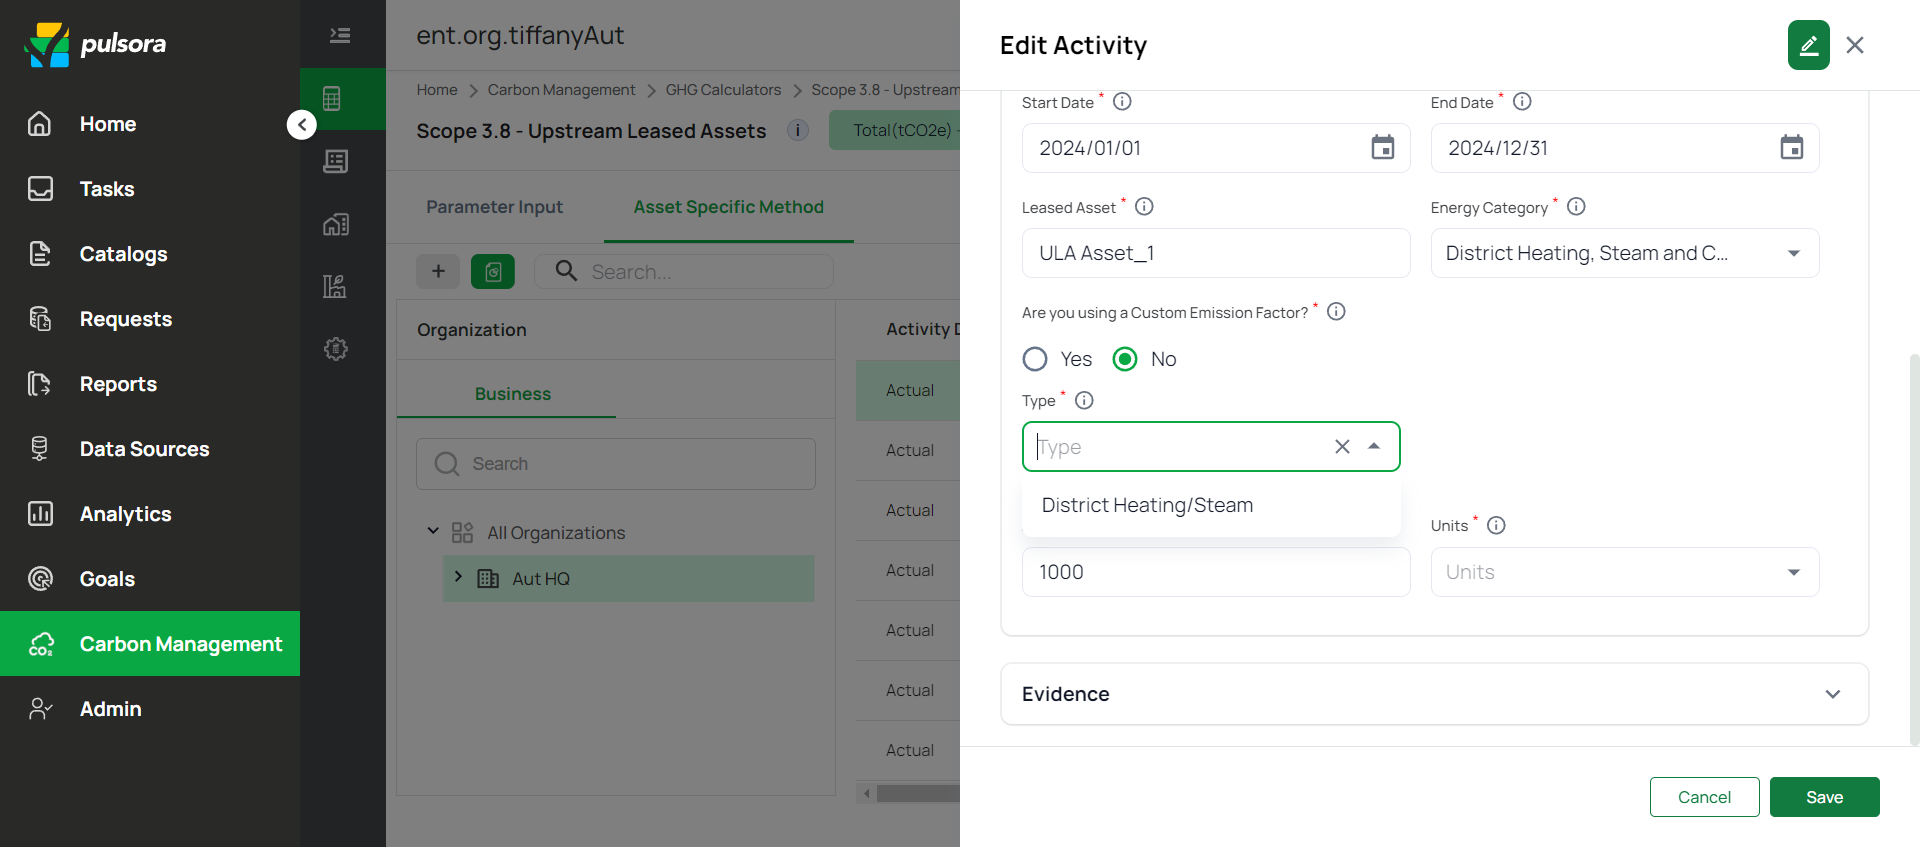 pulsora
Home
Tasks
Catalogs
Requests
Reports
Data Sources
Analytics
Goals
Carbon Management
Admin
ent.org.tiffanyAut
Home > Carbon Management > GHG Calculators > Scope 3.8 - Upstream
Scope 3.8 - Upstream Leased Assets i Total(tCO2e) -
Parameter Input Asset Specific Method
+ Search...
Organization
Business
Search
All Organizations
Aut HQ
Activity D
Actual
Actual
Actual
Actual
Actual
Actual
Actual
Edit Activity
Start Date * End Date *
2024/01/01 2024/12/31
Leased Asset * Energy Category *
ULA Asset_1 District Heating, Steam and C...
Are you using a Custom Emission Factor? *
Yes No
Type *
Type
District Heating/Steam
Units *
1000 Units
Evidence
Cancel Save